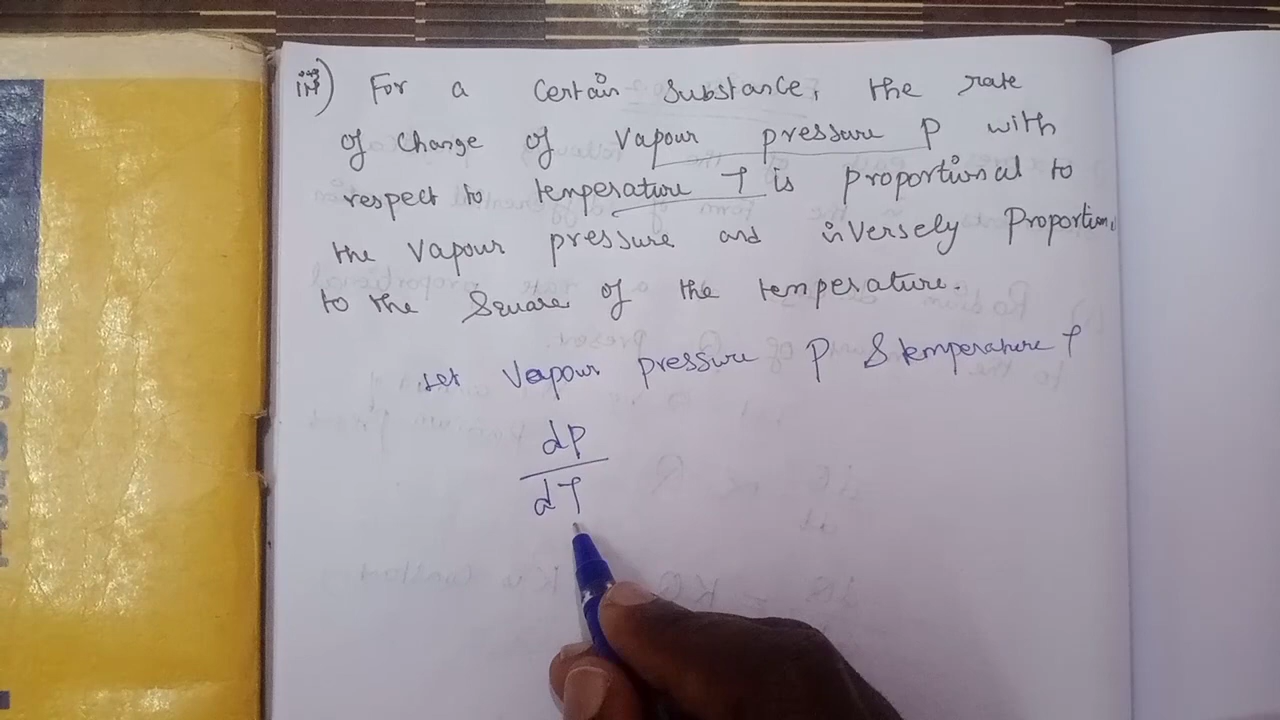 iii) For a certain substance, the rate
of change of vapour pressure P with
respect to temperature T is proportional to
the vapour pressure and inversely Proportion
to the square of the temperature.
set vapour pressure P & temperature T
dP
dT